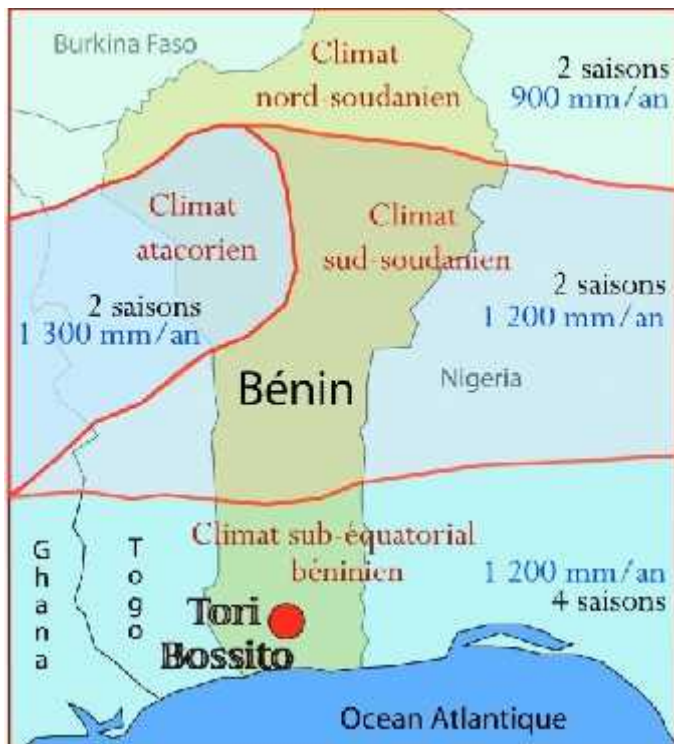 Burkina Faso
Climat
nord-soudanien
2 saisons
900 mm/an
Climat
atacorien
2 saisons
1 300 mm/an
Climat
sud-soudanien
2 saisons
1 200 mm/an
Bénin
Nigeria
Climat sub-équatorial
béninien
1 200 mm/an
4 saisons
Ghana
Togo
Tori
Bossito
Ocean Atlantique